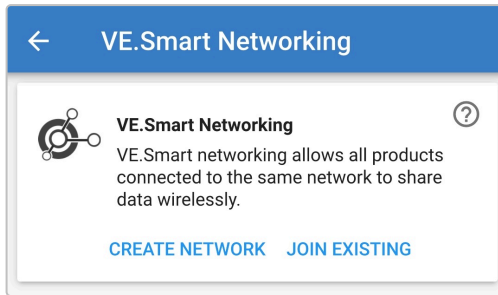 VE.Smart Networking
VE.Smart Networking
VE.Smart networking allows all products
connected to the same network to share
data wirelessly.
CREATE NETWORK JOIN EXISTING